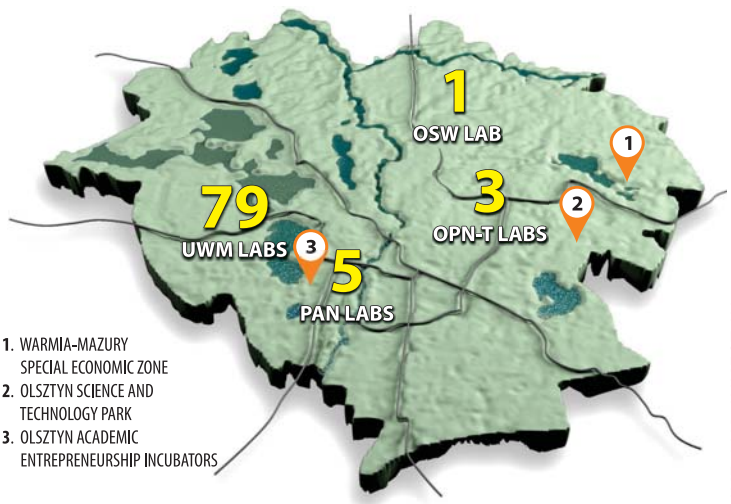 1
OSW LAB
1
3
OPN-T LABS
2
79
UWM LABS
3
5
PAN LABS
1. WARMIA-MAZURY
SPECIAL ECONOMIC ZONE
2. OLSZTYN SCIENCE AND
TECHNOLOGY PARK
3. OLSZTYN ACADEMIC
ENTREPRENEURSHIP INCUBATORS